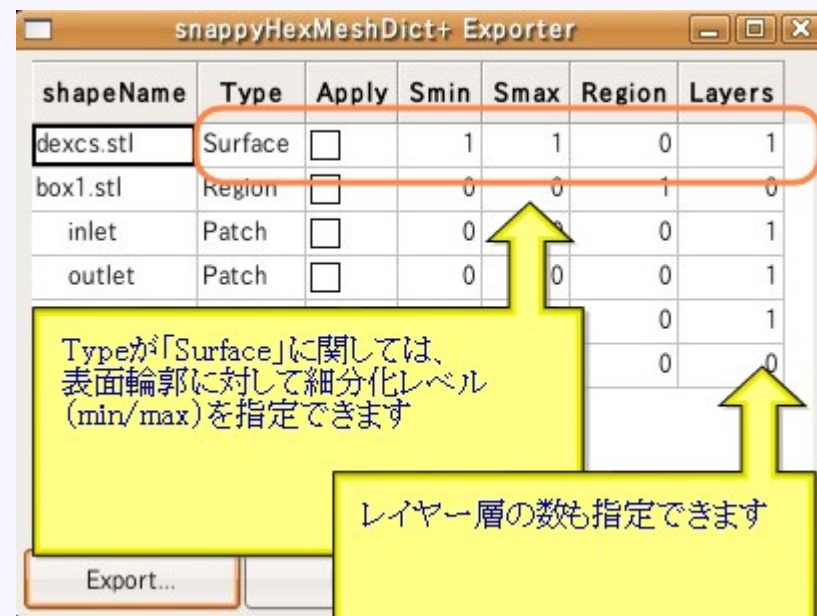 snappyHexMeshDict+ Exporter
shapeName Type Apply Smin Smax Region Layers
dexcs.stl Surface 1 1 0 1
box1.stl Region 0 0 1 0
inlet Patch 0 0 1
outlet Patch 0 0 0 1
0 1
0 0
Typeが「Surface」に関しては、
表面輪郭に対して細分化レベル
(min/max)を指定できます
レイヤー層の数も指定できます
Export...